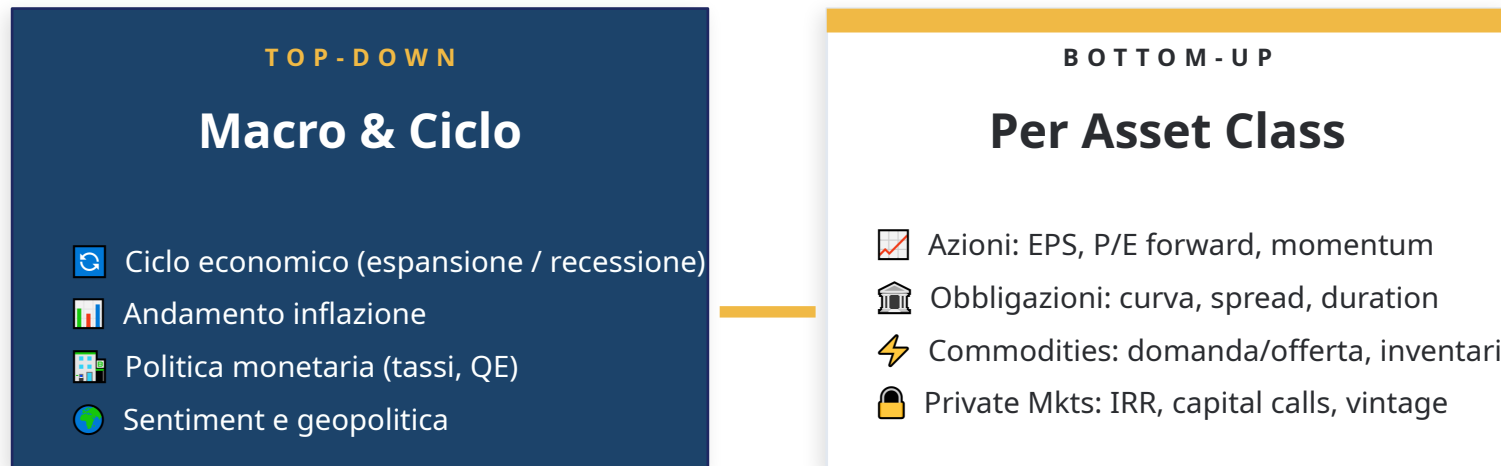 TOP-DOWN
Macro & Ciclo
Ciclo economico (espansione / recessione)
Andamento inflazione
Politica monetaria (tassi, QE)
Sentiment e geopolitica
BOTTOM-UP
Per Asset Class
Azioni: EPS, P/E forward, momentum
Obbligazioni: curva, spread, duration
Commodities: domanda/offerta, inventari
Private Mkts: IRR, capital calls, vintage